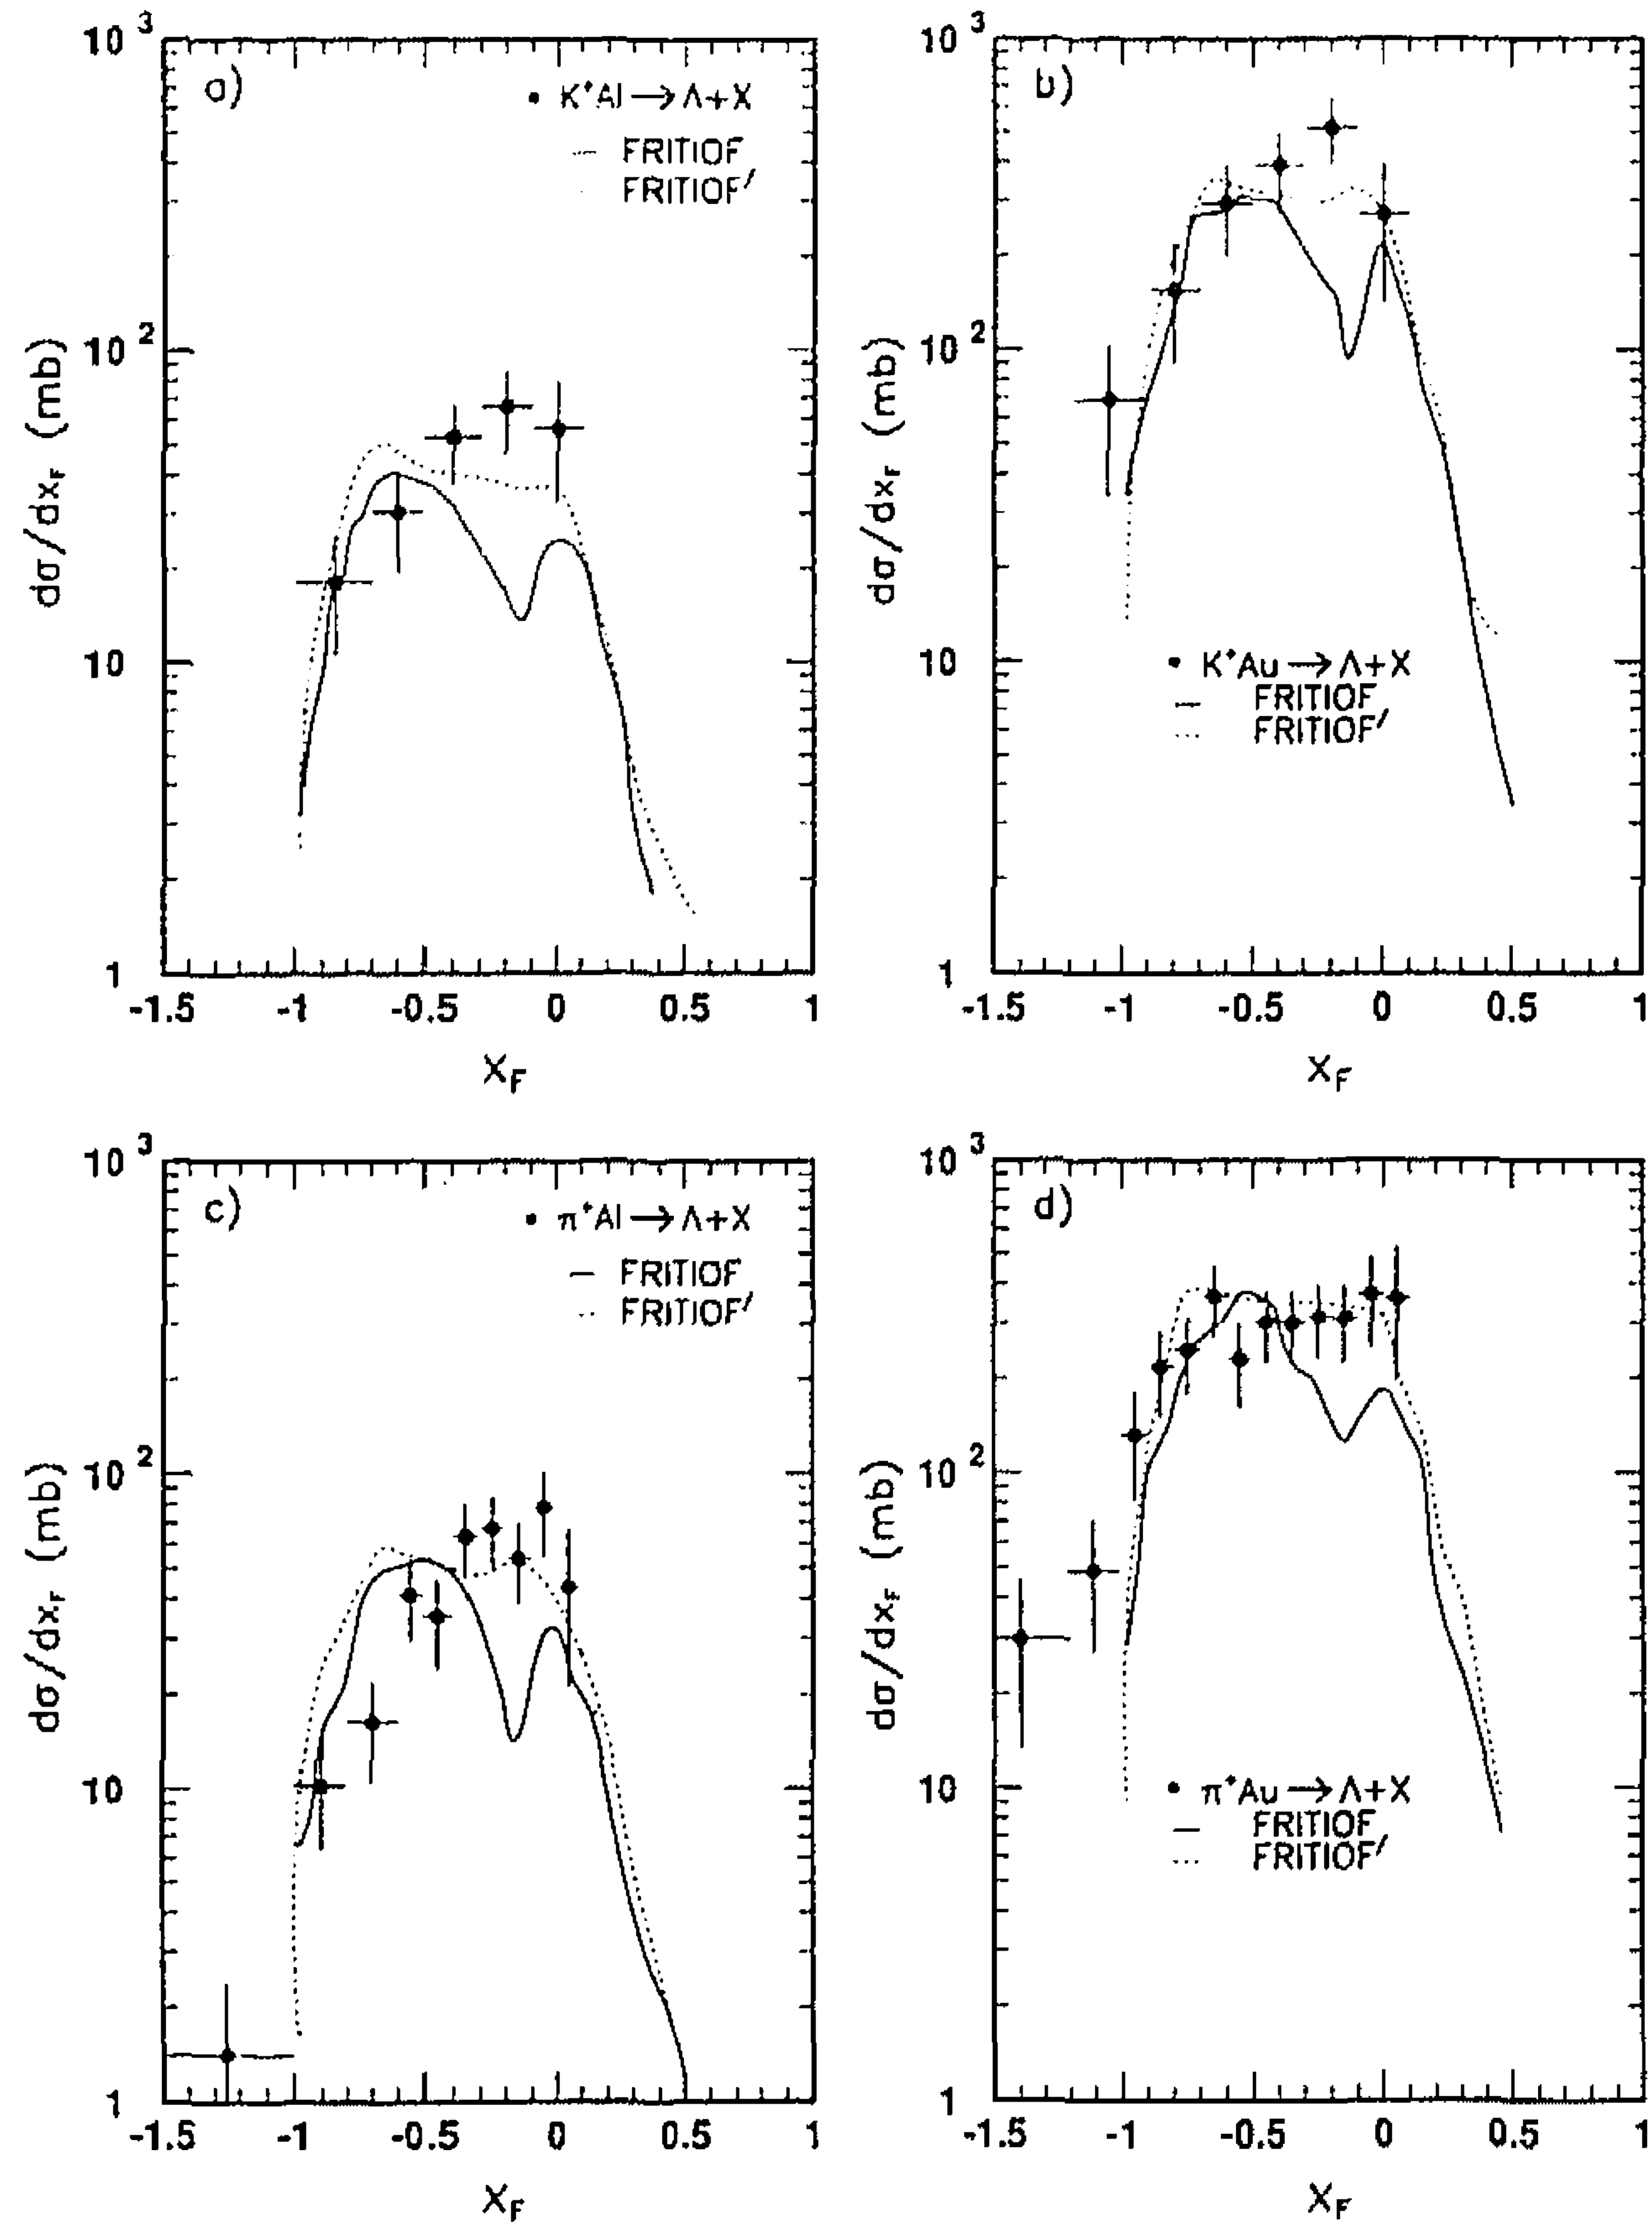 a)
K⁺Al → Λ+X
FRITIOF
FRITIOF′
10³
10²
10
1
dσ/dx_F (mb)
-1.5 -1 -0.5 0 0.5 1
x_F
b)
K⁺Au → Λ+X
FRITIOF
FRITIOF′
10³
10²
10
1
dσ/dx_F (mb)
-1.5 -1 -0.5 0 0.5 1
x_F
c)
π⁺Al → Λ+X
FRITIOF
FRITIOF′
10³
10²
10
1
dσ/dx_F (mb)
-1.5 -1 -0.5 0 0.5 1
x_F
d)
π⁺Au → Λ+X
FRITIOF
FRITIOF′
10³
10²
10
1
dσ/dx_F (mb)
-1.5 -1 -0.5 0 0.5 1
x_F